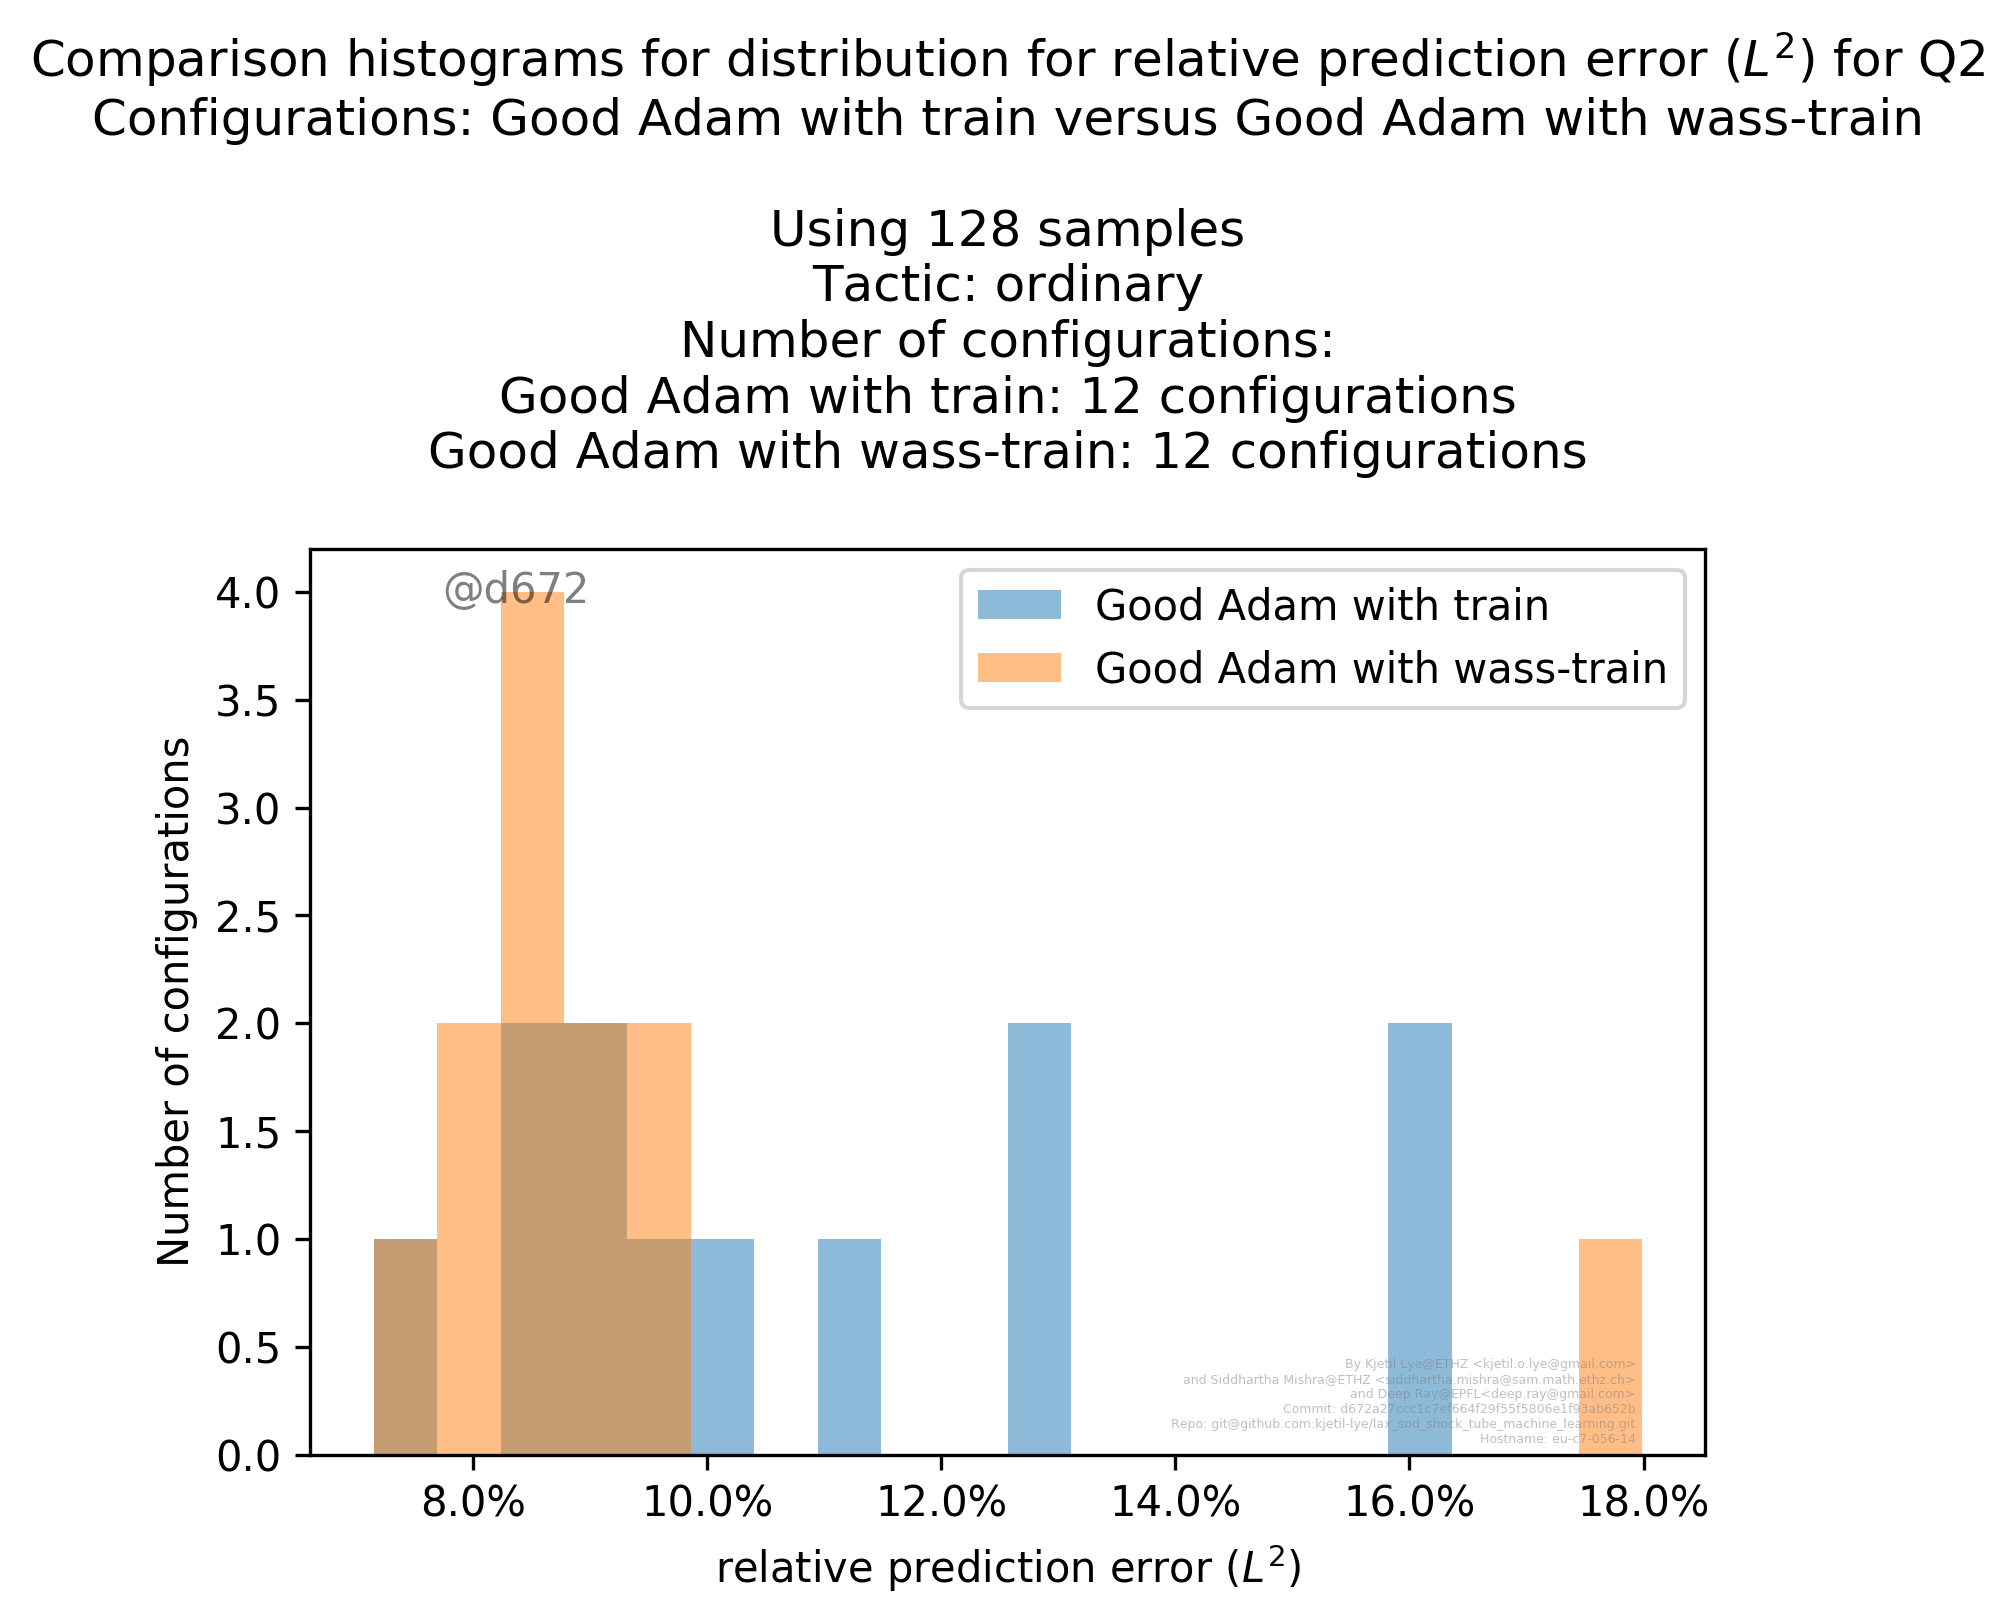 Comparison histograms for distribution for relative prediction error (L²) for Q2
Configurations: Good Adam with train versus Good Adam with wass-train
Using 128 samples
Tactic: ordinary
Number of configurations:
Good Adam with train: 12 configurations
Good Adam with wass-train: 12 configurations
@d672
Good Adam with train
Good Adam with wass-train
4.0
3.5
3.0
2.5
2.0
1.5
1.0
0.5
0.0
Number of configurations
By Kjetil Lye@ETHZ <kjetil.o.lye@gmail.com>
and Siddhartha Mishra@ETHZ <siddhartha.mishra@sam.math.ethz.ch>
and Deep Ray@EPFL<deep.ray@gmail.com>
Commit: d672a27ccc1c7ef664f29f55f5806e1f93ab652b
Repo: git@github.com:kjetil-lye/lax_sod_shock_tube_machine_learning.git
Hostname: eu-c7-056-14
8.0% 10.0% 12.0% 14.0% 16.0% 18.0%
relative prediction error (L²)